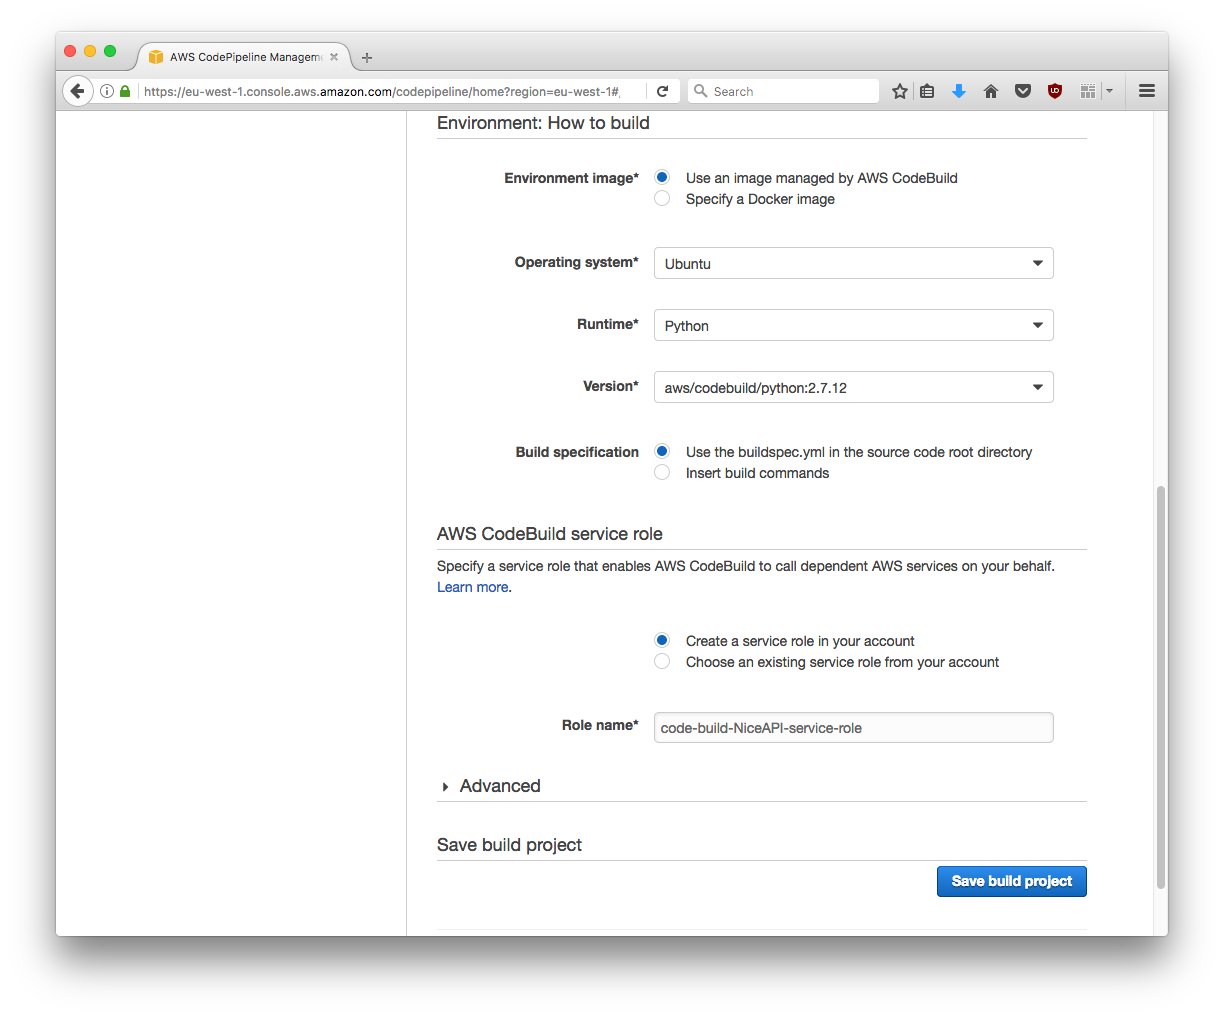 AWS CodePipeline Managem
https://eu-west-1.console.aws.amazon.com/codepipeline/home?region=eu-west-1#
Search
Environment: How to build
Environment image*
Use an image managed by AWS CodeBuild
Specify a Docker image
Operating system*
Ubuntu
Runtime*
Python
Version*
aws/codebuild/python:2.7.12
Build specification
Use the buildspec.yml in the source code root directory
Insert build commands
AWS CodeBuild service role
Specify a service role that enables AWS CodeBuild to call dependent AWS services on your behalf.
Learn more.
Create a service role in your account
Choose an existing service role from your account
Role name*
code-build-NiceAPI-service-role
Advanced
Save build project
Save build project